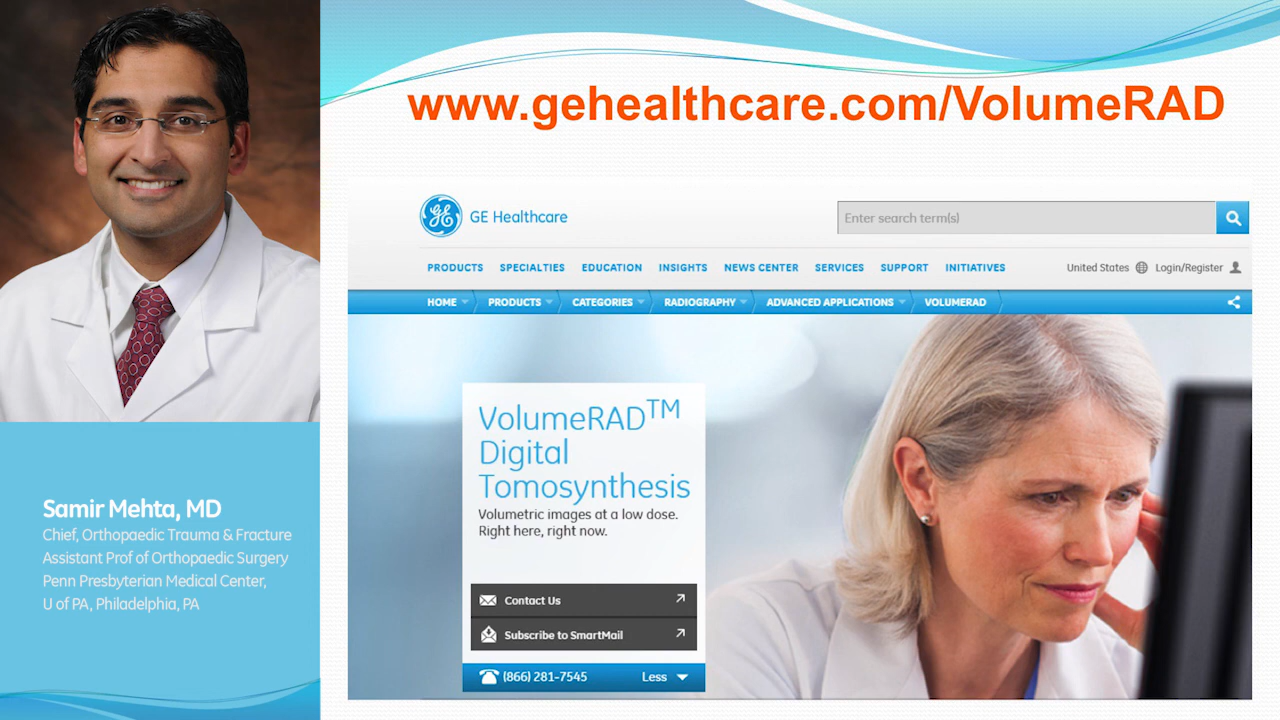 www.gehealthcare.com/VolumeRAD
GE Healthcare
Enter search term(s)
PRODUCTS SPECIALTIES EDUCATION INSIGHTS NEWS CENTER SERVICES SUPPORT INITIATIVES United States Login/Register
HOME PRODUCTS CATEGORIES RADIOGRAPHY ADVANCED APPLICATIONS VOLUMERAD
VolumeRAD™
Digital
Tomosynthesis
Volumetric images at a low dose.
Right here, right now.
Contact Us
Subscribe to SmartMail
(866) 281-7545 Less
Samir Mehta, MD
Chief, Orthopaedic Trauma & Fracture
Assistant Prof of Orthopaedic Surgery
Penn Presbyterian Medical Center,
U of PA, Philadelphia, PA